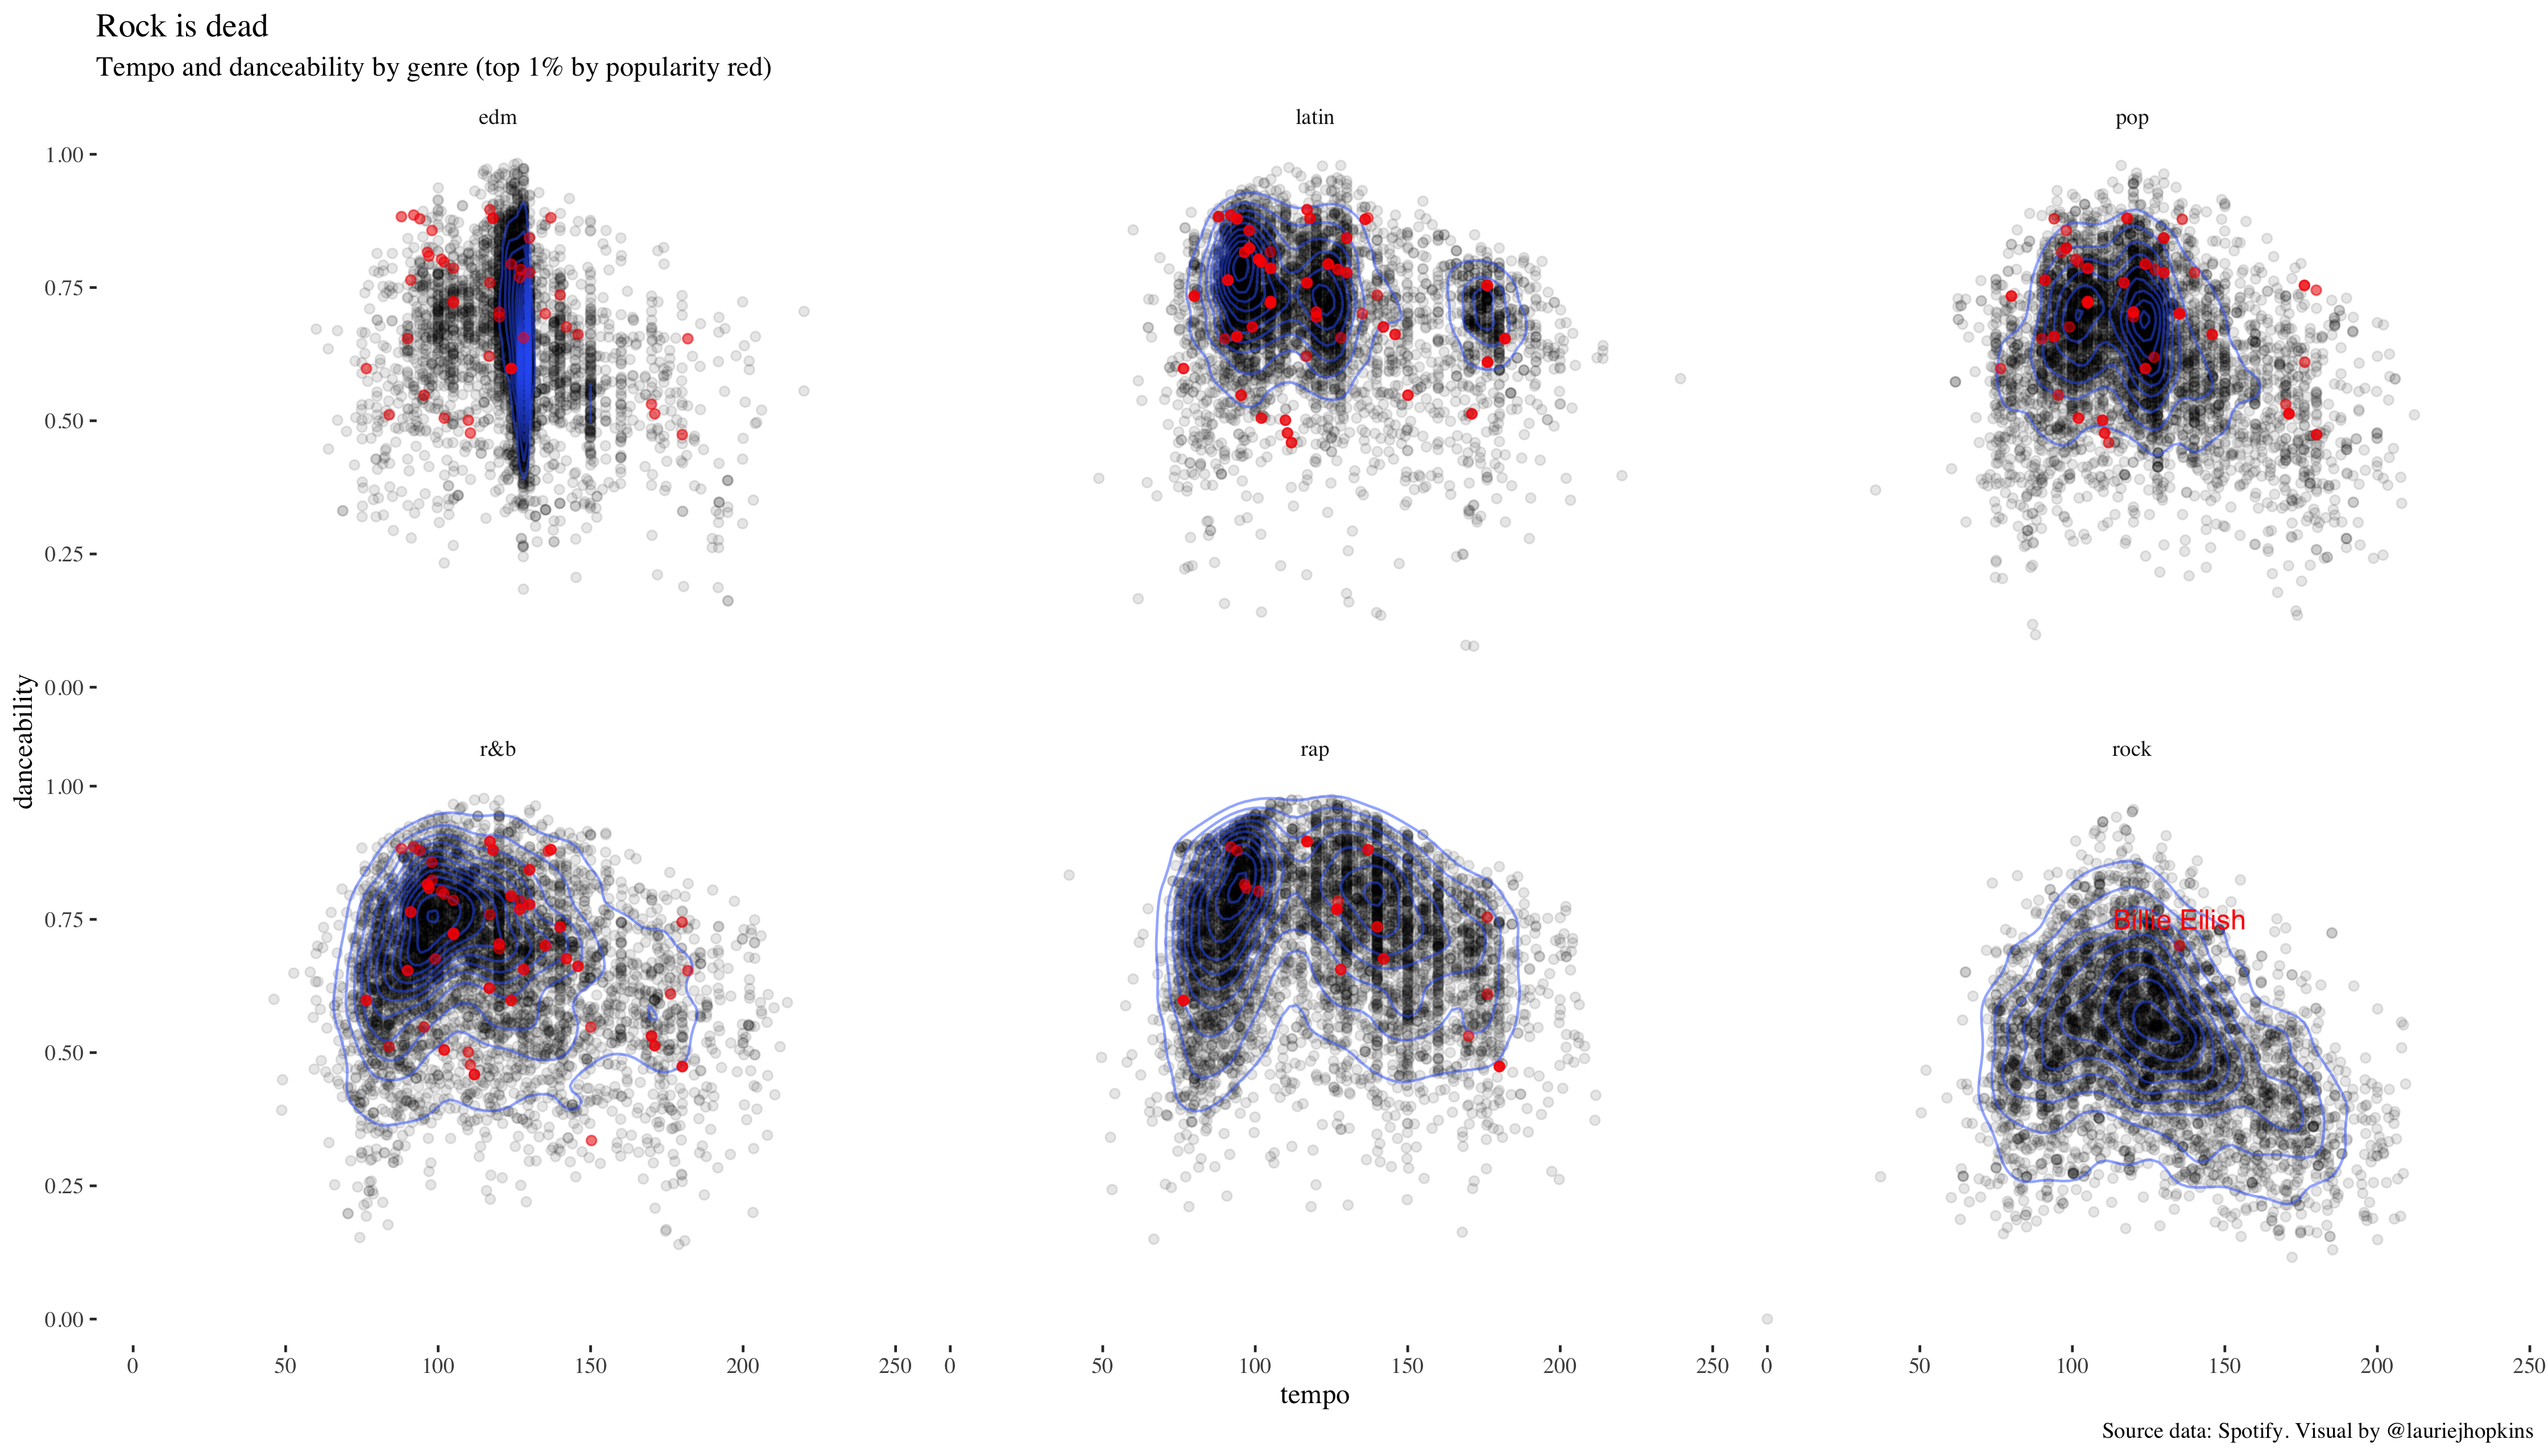 Rock is dead
Tempo and danceability by genre (top 1% by popularity red)
edm
latin
pop
1.00
0.75
0.50
0.25
0.00
danceability
r&b
rap
rock
1.00
0.75
0.50
0.25
0.00
Billie Eilish
0 50 100 150 200 250
0 50 100 150 200 250
0 50 100 150 200 250
tempo
Source data: Spotify. Visual by @lauriejhopkins